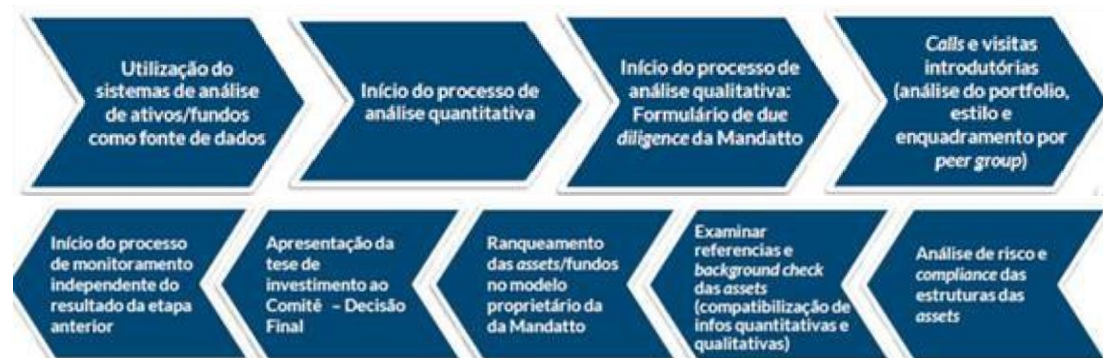 Utilização do
sistemas de análise
de ativos/fundos
como fonte de dados
Início do processo de
análise quantitativa
Início do processo de
análise qualitativa:
Formulário de due
diligence da Mandatto
Calls e visitas
introdutórias
(análise do portfolio,
estilo e
enquadramento por
peer group)
Análise de risco e
compliance das
estruturas das
assets
Examinar
referencias e
background check
das assets
(compatibilização de
infos quantitativas e
qualitativas)
Ranqueamento
das assets/fundos
no modelo
proprietário da
da Mandatto
Apresentação da
tese de
investimento ao
Comitê – Decisão
Final
Início do processo
de monitoramento
independente do
resultado da etapa
anterior